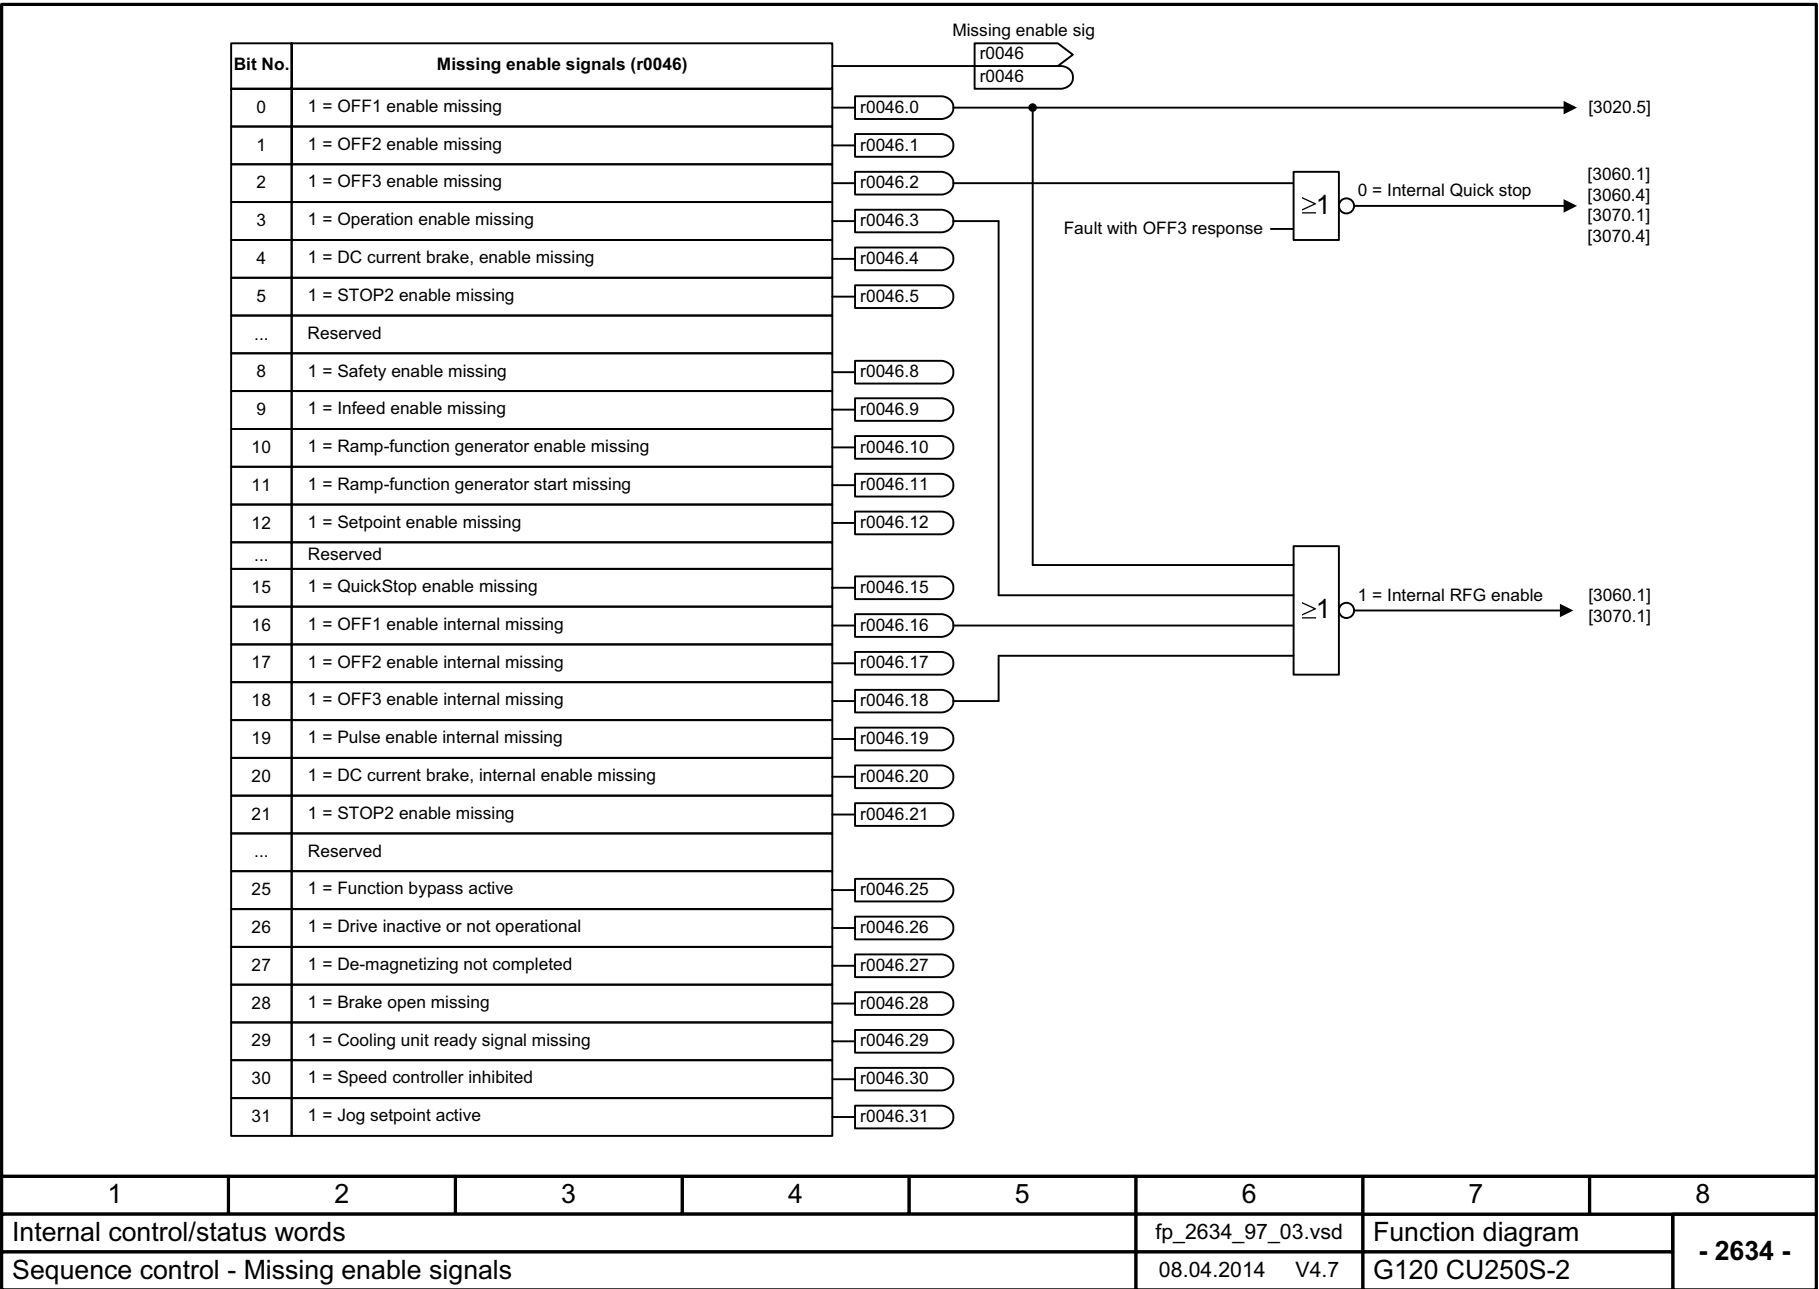 Missing enable sig
Bit No. Missing enable signals (r0046) r0046
r0046
0 1 = OFF1 enable missing r0046.0 [3020.5]
1 1 = OFF2 enable missing r0046.1
2 1 = OFF3 enable missing r0046.2
3 1 = Operation enable missing r0046.3
4 1 = DC current brake, enable missing r0046.4
5 1 = STOP2 enable missing r0046.5
... Reserved
8 1 = Safety enable missing r0046.8
9 1 = Infeed enable missing r0046.9
10 1 = Ramp-function generator enable missing r0046.10
11 1 = Ramp-function generator start missing r0046.11
12 1 = Setpoint enable missing r0046.12
... Reserved
15 1 = QuickStop enable missing r0046.15
16 1 = OFF1 enable internal missing r0046.16
17 1 = OFF2 enable internal missing r0046.17
18 1 = OFF3 enable internal missing r0046.18
19 1 = Pulse enable internal missing r0046.19
20 1 = DC current brake, internal enable missing r0046.20
21 1 = STOP2 enable missing r0046.21
... Reserved
25 1 = Function bypass active r0046.25
26 1 = Drive inactive or not operational r0046.26
27 1 = De-magnetizing not completed r0046.27
28 1 = Brake open missing r0046.28
29 1 = Cooling unit ready signal missing r0046.29
30 1 = Speed controller inhibited r0046.30
31 1 = Jog setpoint active r0046.31
Fault with OFF3 response
≥1
0 = Internal Quick stop
[3060.1]
[3060.4]
[3070.1]
[3070.4]
≥1
1 = Internal RFG enable
[3060.1]
[3070.1]
1 2 3 4 5 6 7 8
Internal control/status words fp_2634_97_03.vsd Function diagram
- 2634 -
Sequence control - Missing enable signals 08.04.2014 V4.7 G120 CU250S-2